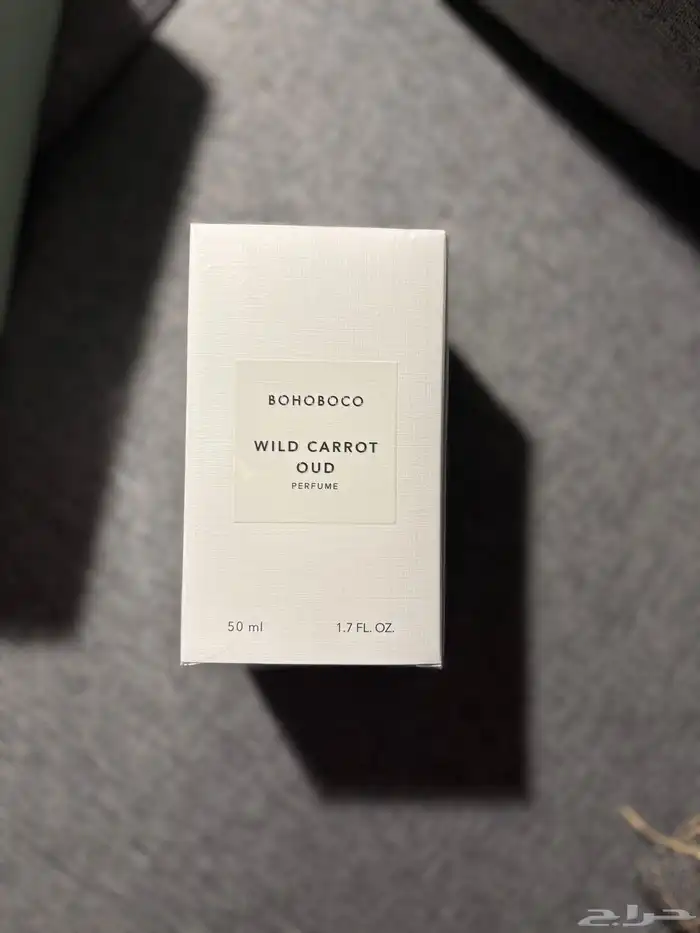 BOHOBOCO
WILD CARROT
OUD
PERFUME
50 ml 1.7 FL. OZ.
حراج